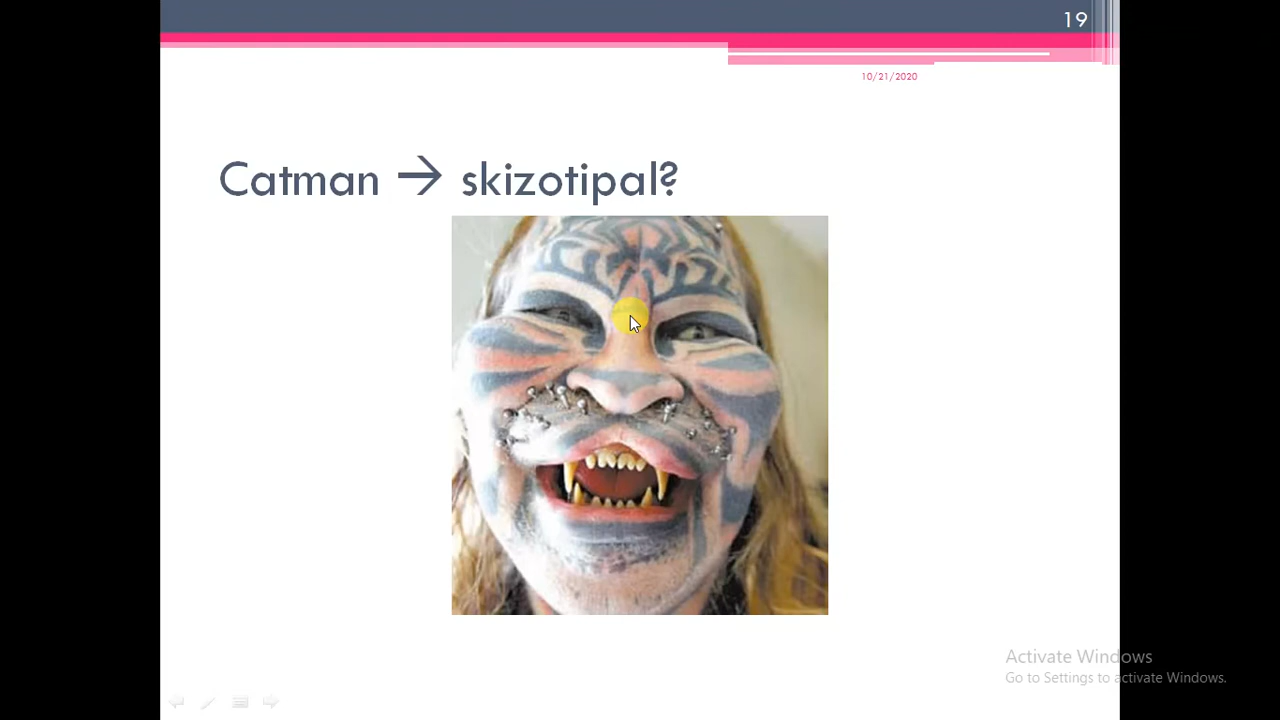 19
10/21/2020
Catman → skizotipal?
Activate Windows
Go to Settings to activate Windows.